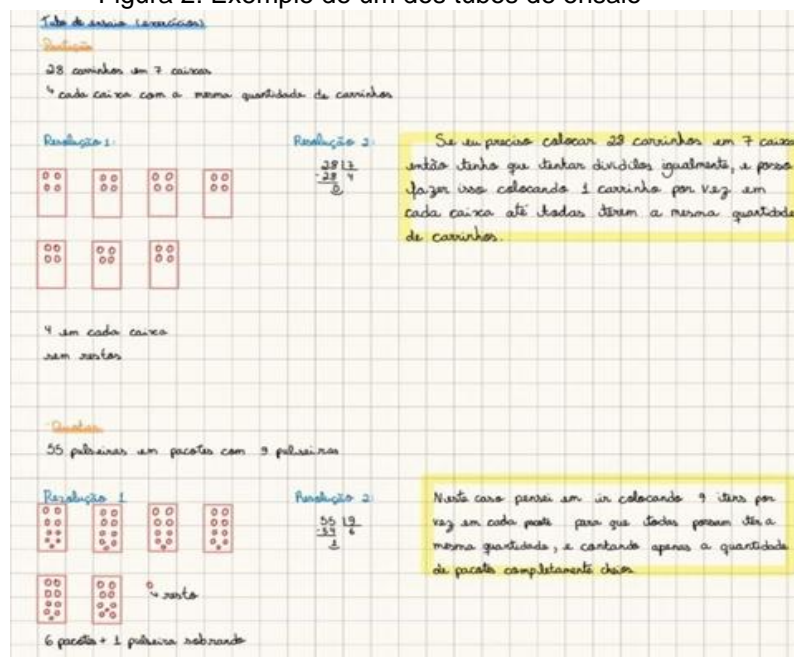 Figura 2: Exemplo de um dos tubos de ensaio
Tubo de ensaio (exercícios)
Partição
28 carrinhos em 7 caixas
↳ cada caixa com a mesma quantidade de carrinhos
Resolução 1:
Resolução 2:
28 7
-28 4
0
Se eu preciso colocar 28 carrinhos em 7 caixas
então tenho que tentar dividilos igualmente, e posso
fazer isso colocando 1 carrinho por vez em
cada caixa até todas terem a mesma quantidade
de carrinhos.
4 em cada caixa
sem restos
Quotas
55 pulseiras em pacotes com 9 pulseiras
Resolução 1
Resolução 2
55 9
-54 6
1
Neste caso pensei em ir colocando 9 itens por
vez em cada pacote para que todas possam ter a
mesma quantidade, e contando apenas a quantidade
de pacotes completamente cheios.
↳ resto
6 pacotes + 1 pulseira sobrando